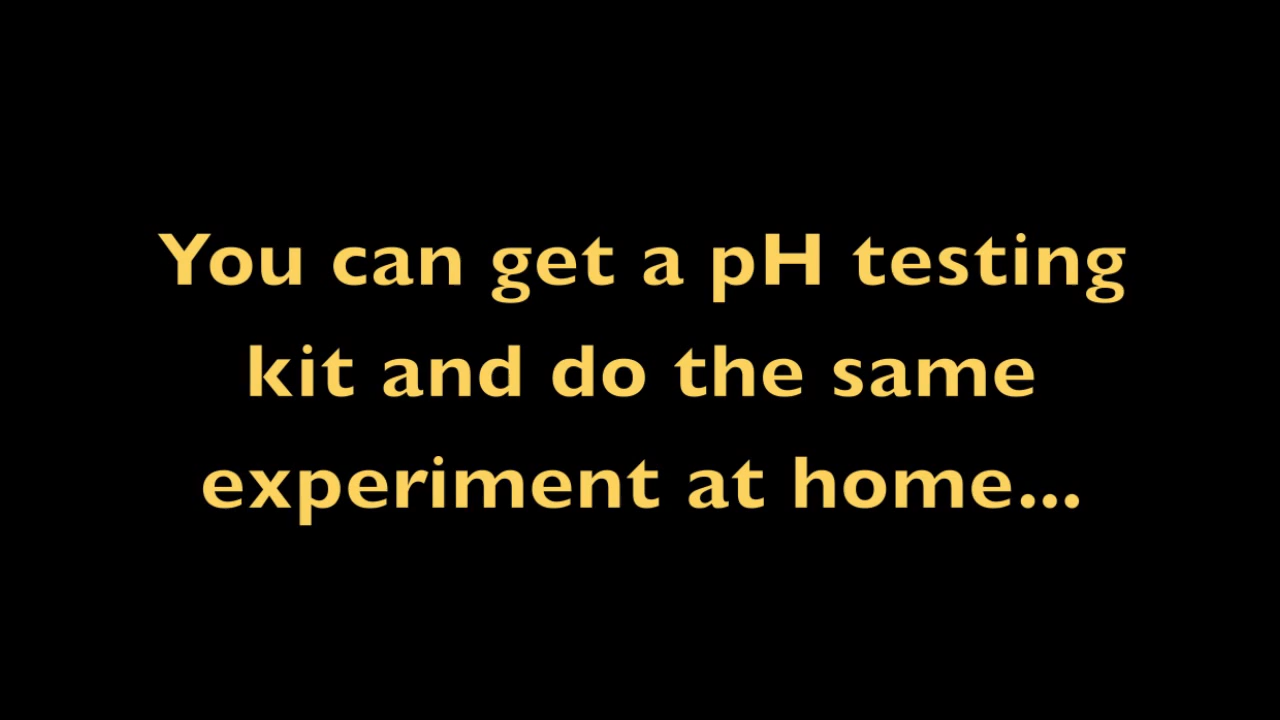 You can get a pH testing
kit and do the same
experiment at home...